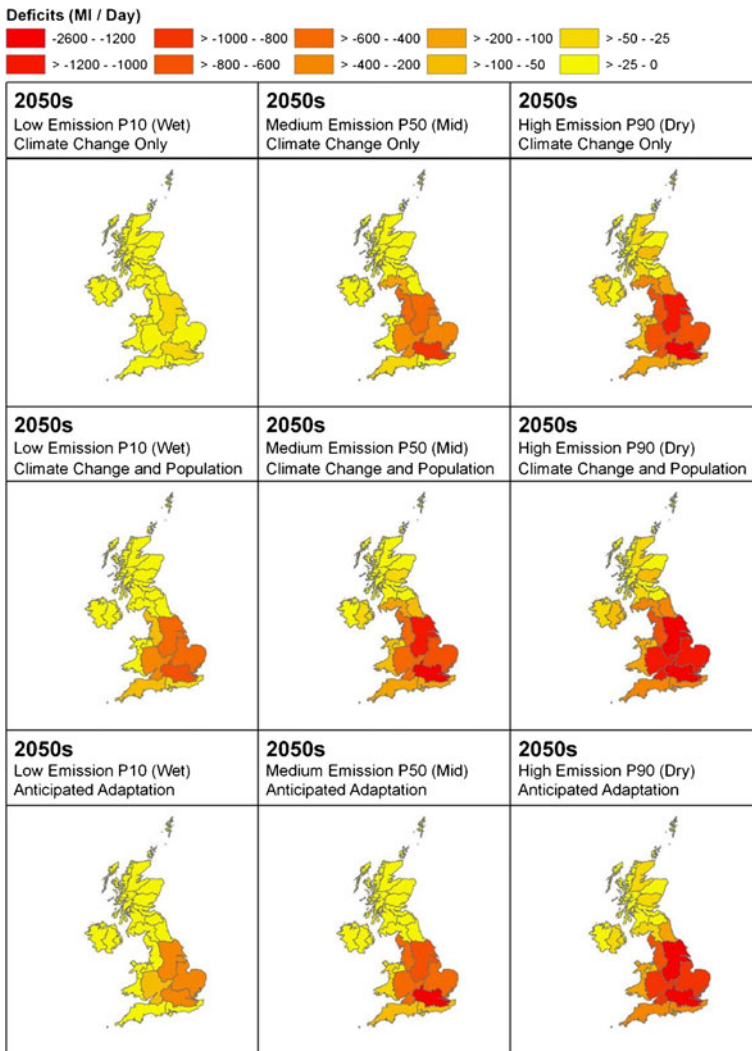 Deficits (Ml / Day)
-2600 - -1200 > -1000 - -800 > -600 - -400 > -200 - -100 > -50 - -25
> -1200 - -1000 > -800 - -600 > -400 - -200 > -100 - -50 > -25 - 0
2050s 2050s 2050s
Low Emission P10 (Wet) Medium Emission P50 (Mid) High Emission P90 (Dry)
Climate Change Only Climate Change Only Climate Change Only
2050s 2050s 2050s
Low Emission P10 (Wet) Medium Emission P50 (Mid) High Emission P90 (Dry)
Climate Change and Population Climate Change and Population Climate Change and Population
2050s 2050s 2050s
Low Emission P10 (Wet) Medium Emission P50 (Mid) High Emission P90 (Dry)
Anticipated Adaptation Anticipated Adaptation Anticipated Adaptation